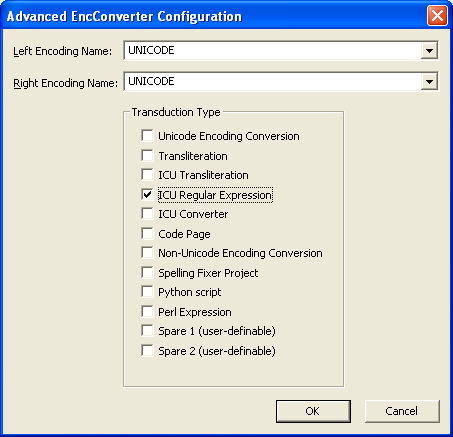 Advanced EncConverter Configuration
Left Encoding Name: UNICODE
Right Encoding Name: UNICODE
Transduction Type
Unicode Encoding Conversion
Transliteration
ICU Transliteration
ICU Regular Expression
ICU Converter
Code Page
Non-Unicode Encoding Conversion
Spelling Fixer Project
Python script
Perl Expression
Spare 1 (user-definable)
Spare 2 (user-definable)
OK Cancel